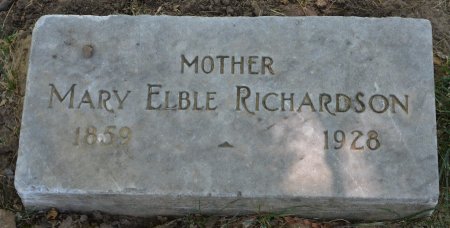 MOTHER
MARY ELBLE RICHARDSON
1859 1928